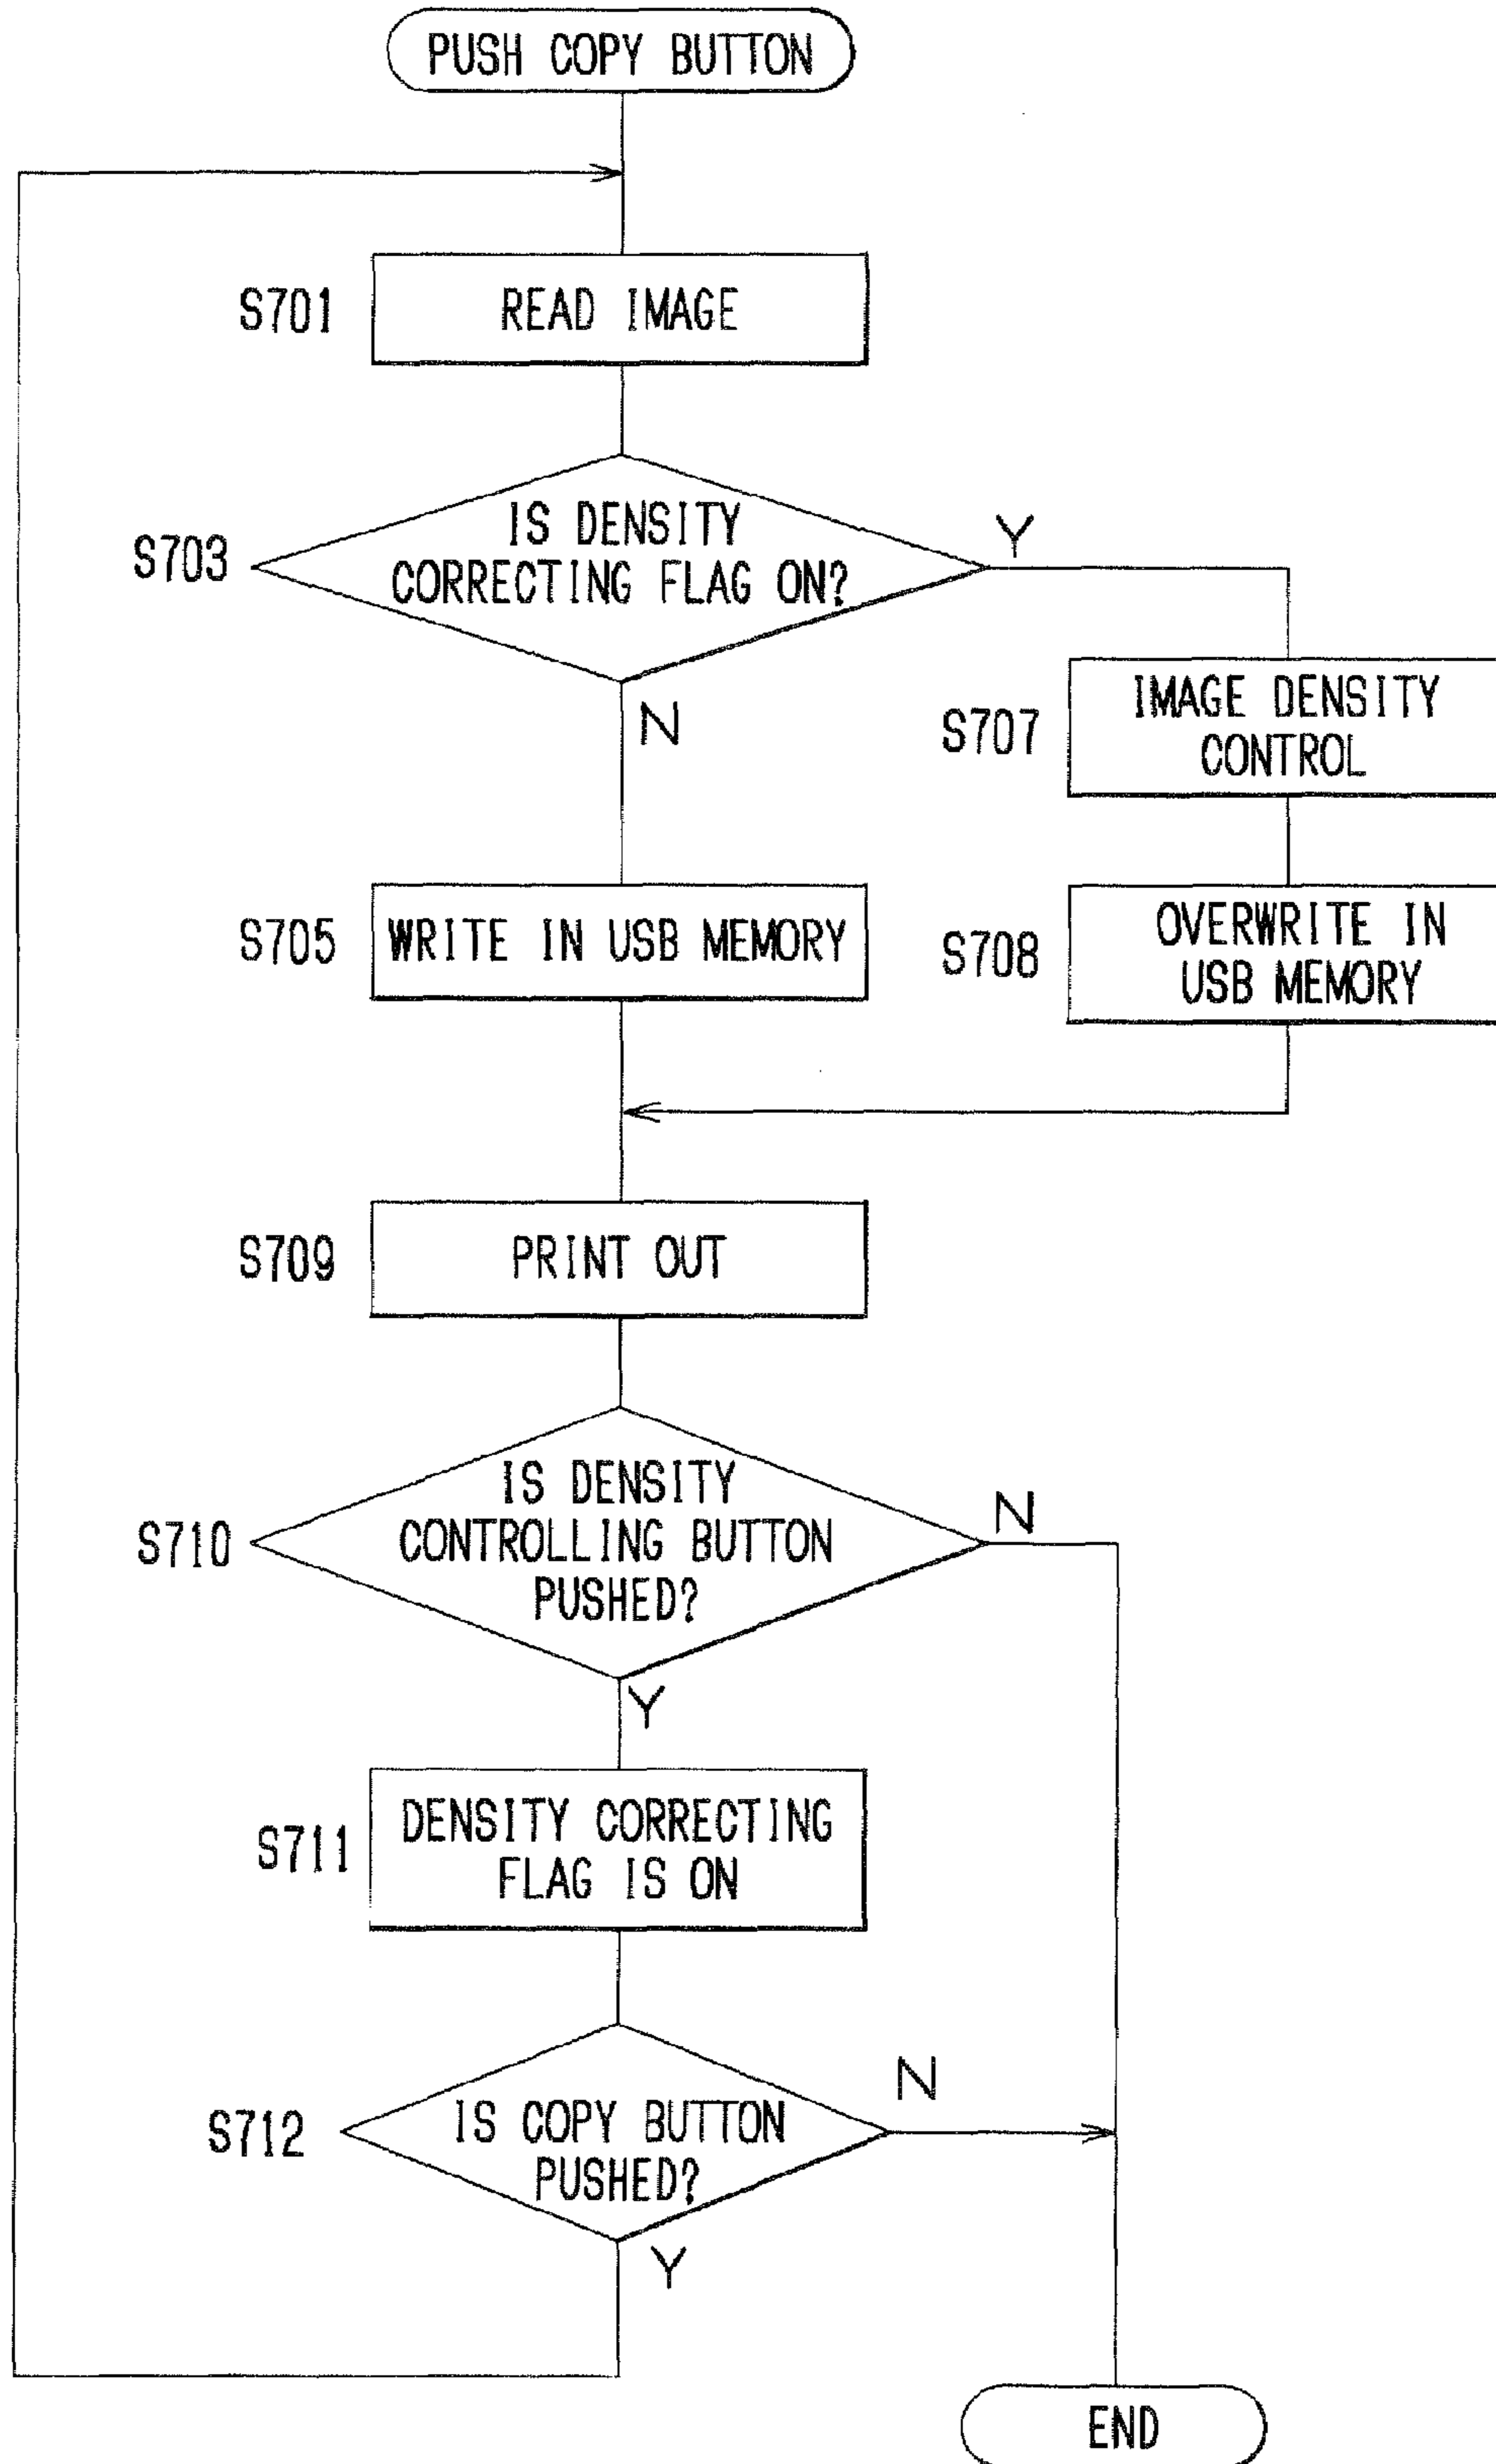 PUSH COPY BUTTON
S701
READ IMAGE
S703
IS DENSITY
CORRECTING FLAG ON?
Y
N
S707
IMAGE DENSITY
CONTROL
S705
WRITE IN USB MEMORY
S708
OVERWRITE IN
USB MEMORY
S709
PRINT OUT
S710
IS DENSITY
CONTROLLING BUTTON
PUSHED?
N
Y
S711
DENSITY CORRECTING
FLAG IS ON
S712
IS COPY BUTTON
PUSHED?
N
Y
END